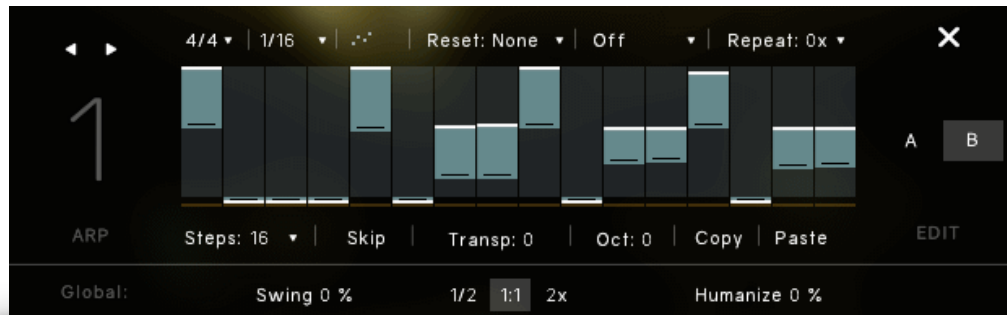 4/4 1/16 Reset: None Off Repeat: 0x
1
A B
ARP Steps: 16 Skip Transp: 0 Oct: 0 Copy Paste EDIT
Global: Swing 0 % 1/2 1:1 2x Humanize 0 %